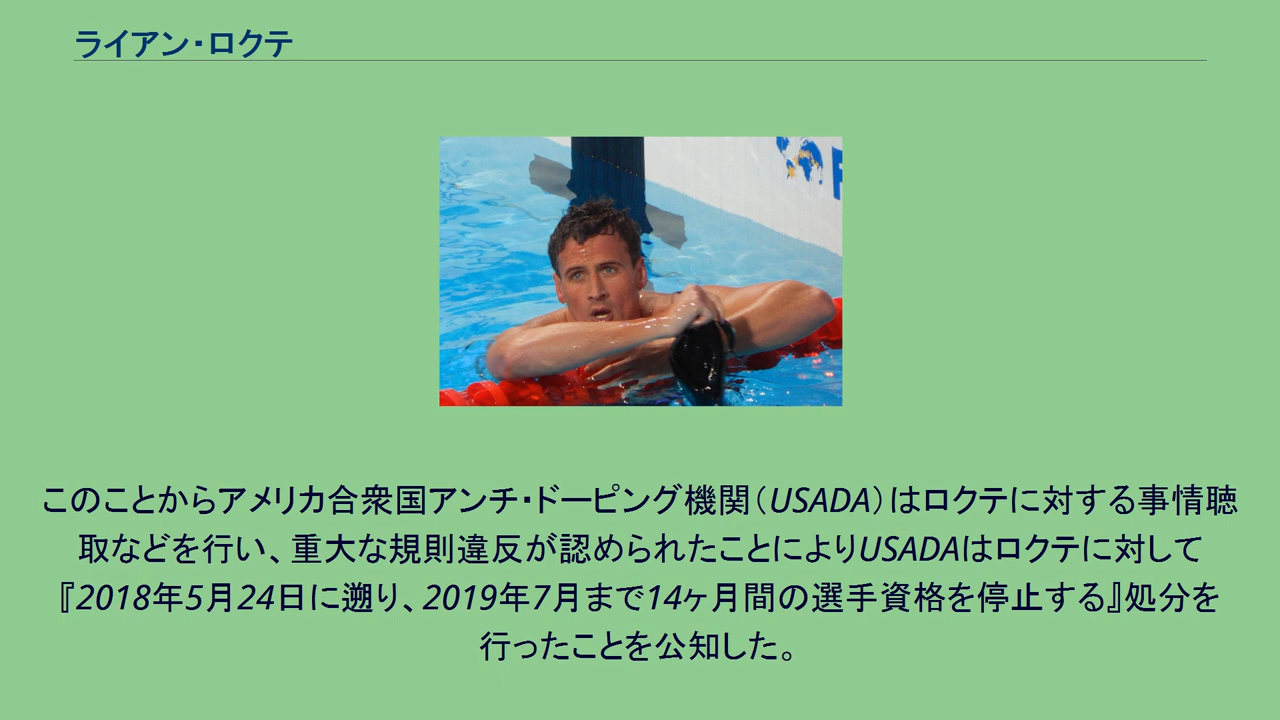 ライアン・ロクテ
このことからアメリカ合衆国アンチ・ドーピング機関（USADA）はロクテに対する事情聴
取などを行い、重大な規則違反が認められたことによりUSADAはロクテに対して
『2018年5月24日に遡り、2019年7月まで14ヶ月間の選手資格を停止する』処分を
行ったことを公知した。